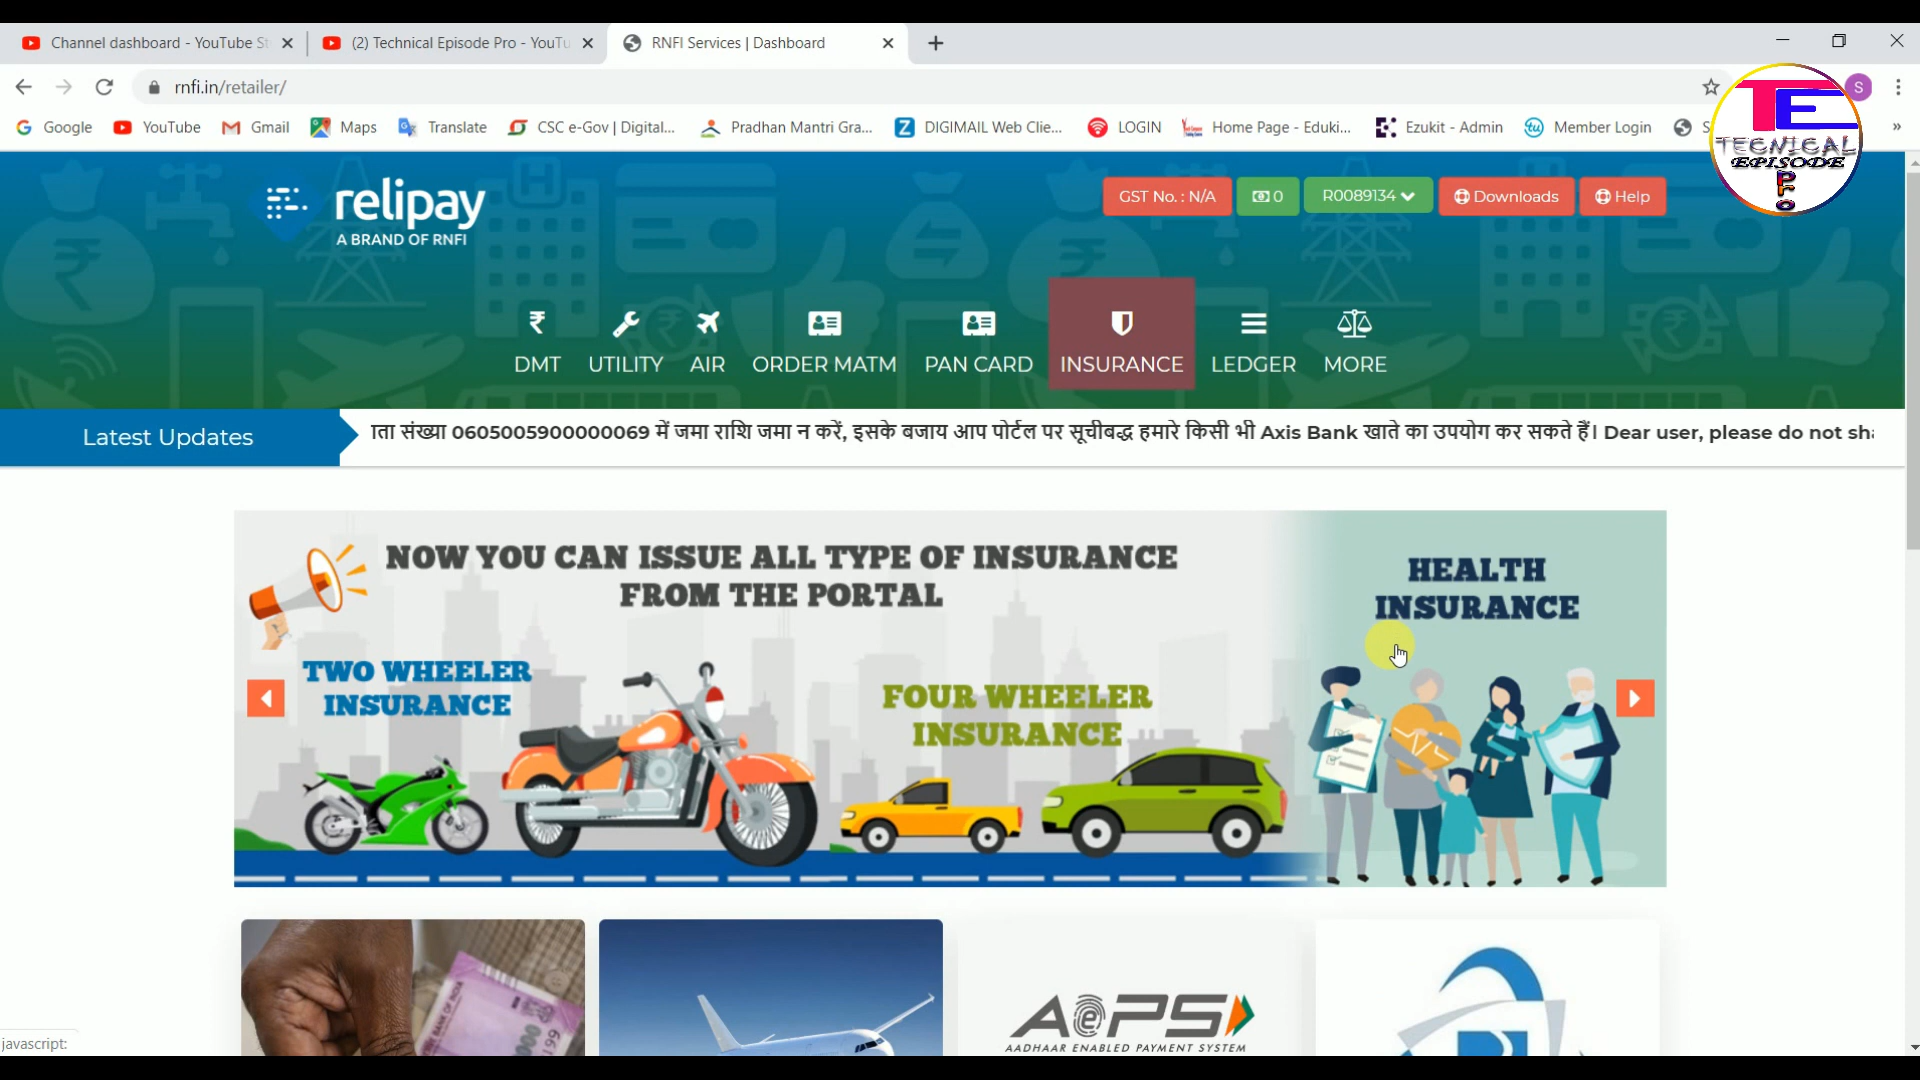 Channel dashboard - YouTube St
(2) Technical Episode Pro - YouTu
RNFI Services | Dashboard
rnfi.in/retailer/
S
Google
YouTube
Gmail
Maps
Translate
CSC e-Gov | Digital...
Pradhan Mantri Gra...
DIGIMAIL Web Clie...
LOGIN
Home Page - Eduki...
Ezukit - Admin
Member Login
TE
TECNICAL
EPISODE
PRO
relipay
A BRAND OF RNFI
GST No. : N/A
0
R0089134
Downloads
Help
DMT
UTILITY
AIR
ORDER MATM
PAN CARD
INSURANCE
LEDGER
MORE
Latest Updates
ाता संख्या 0605005900000069 में जमा राशि जमा न करें, इसके बजाय आप पोर्टल पर सूचीबद्ध हमारे किसी भी Axis Bank खाते का उपयोग कर सकते हैं। Dear user, please do not sha
NOW YOU CAN ISSUE ALL TYPE OF INSURANCE
FROM THE PORTAL
TWO WHEELER
INSURANCE
FOUR WHEELER
INSURANCE
HEALTH
INSURANCE
AePS
AADHAAR ENABLED PAYMENT SYSTEM
javascript: